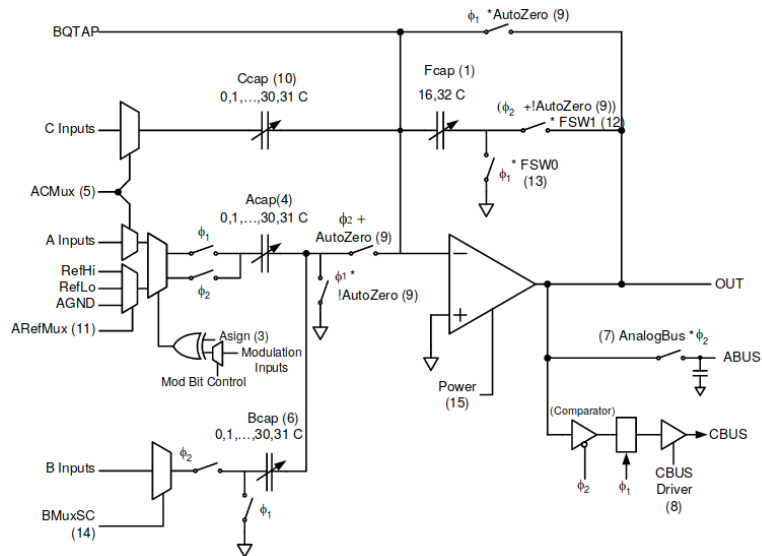 ϕ1 *AutoZero (9)
BQTAP
Ccap (10)
0,1,...,30,31 C
Fcap (1)
16,32 C
(ϕ2 +!AutoZero (9))
* FSW1 (12)
C Inputs
* FSW0
ϕ1
(13)
ACMux (5)
Acap(4)
0,1,...,30,31 C
ϕ2 +
AutoZero (9)
A Inputs
ϕ1
RefHi
RefLo
AGND
ϕ2
ϕ1 *
!AutoZero (9)
−
+
OUT
ARefMux (11)
Asign (3)
Modulation
Inputs
Mod Bit Control
(7) AnalogBus *ϕ2
ABUS
Power
(15)
Bcap (6)
0,1,...,30,31 C
(Comparator)
CBUS
B Inputs
ϕ2
ϕ1
BMuxSC
(14)
ϕ2
ϕ1
CBUS
Driver
(8)